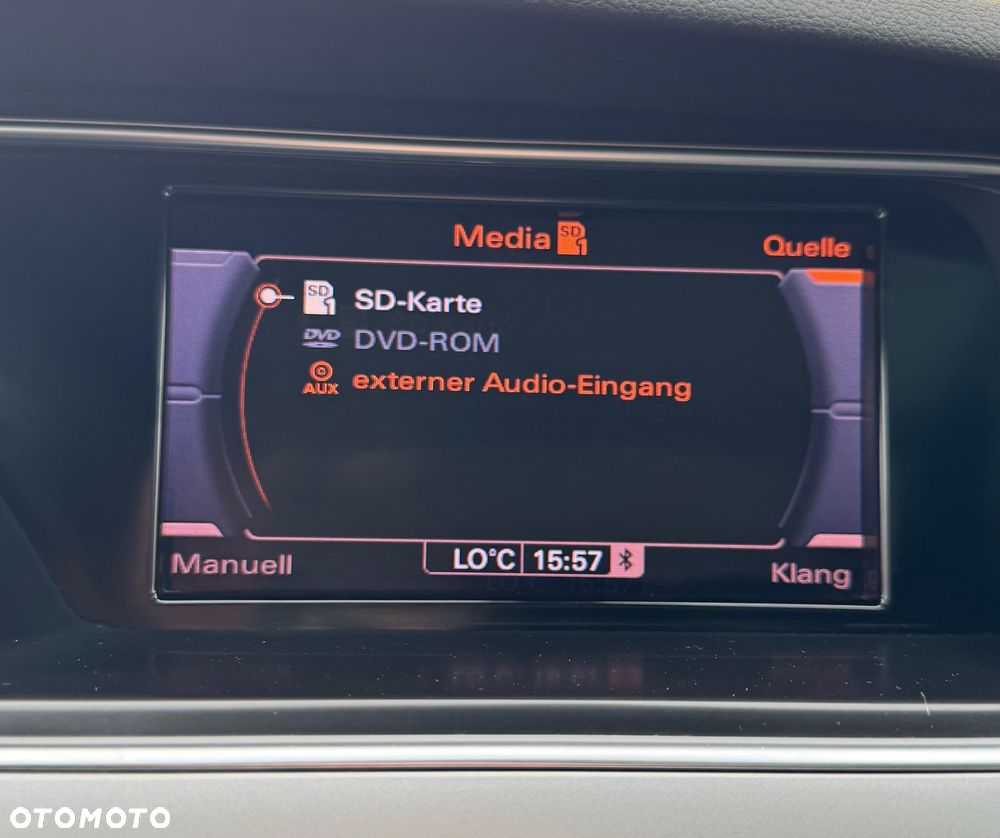 Media SD 1
Quelle
SD 1 SD-Karte
DVD DVD-ROM
AUX externer Audio-Eingang
Manuell
LO°C 15:57
Klang
OTOMOTO